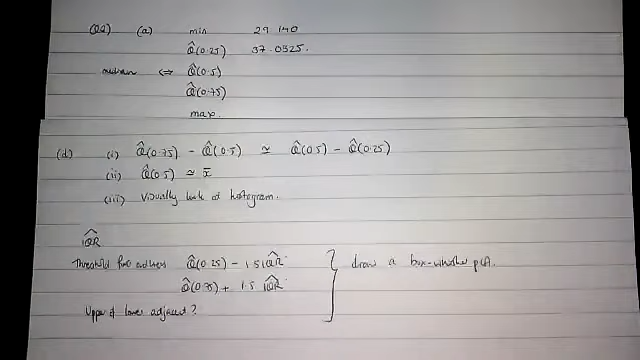 (Q2) (a) min 29.140
Q̂(0.25) 37.0325.
median ⇔ Q̂(0.5)
Q̂(0.75)
max.
(d) (i) Q̂(0.75) - Q̂(0.5) ≃ Q̂(0.5) - Q̂(0.25)
(ii) Q̂(0.5) ≃ x̄
(iii) visually look at histogram.
IQR̂
Threshold for outliers Q̂(0.25) - 1.5 IQR̂ } draw a box-whisker plot.
Q̂(0.75) + 1.5 IQR̂
Upper & lower adjacent?